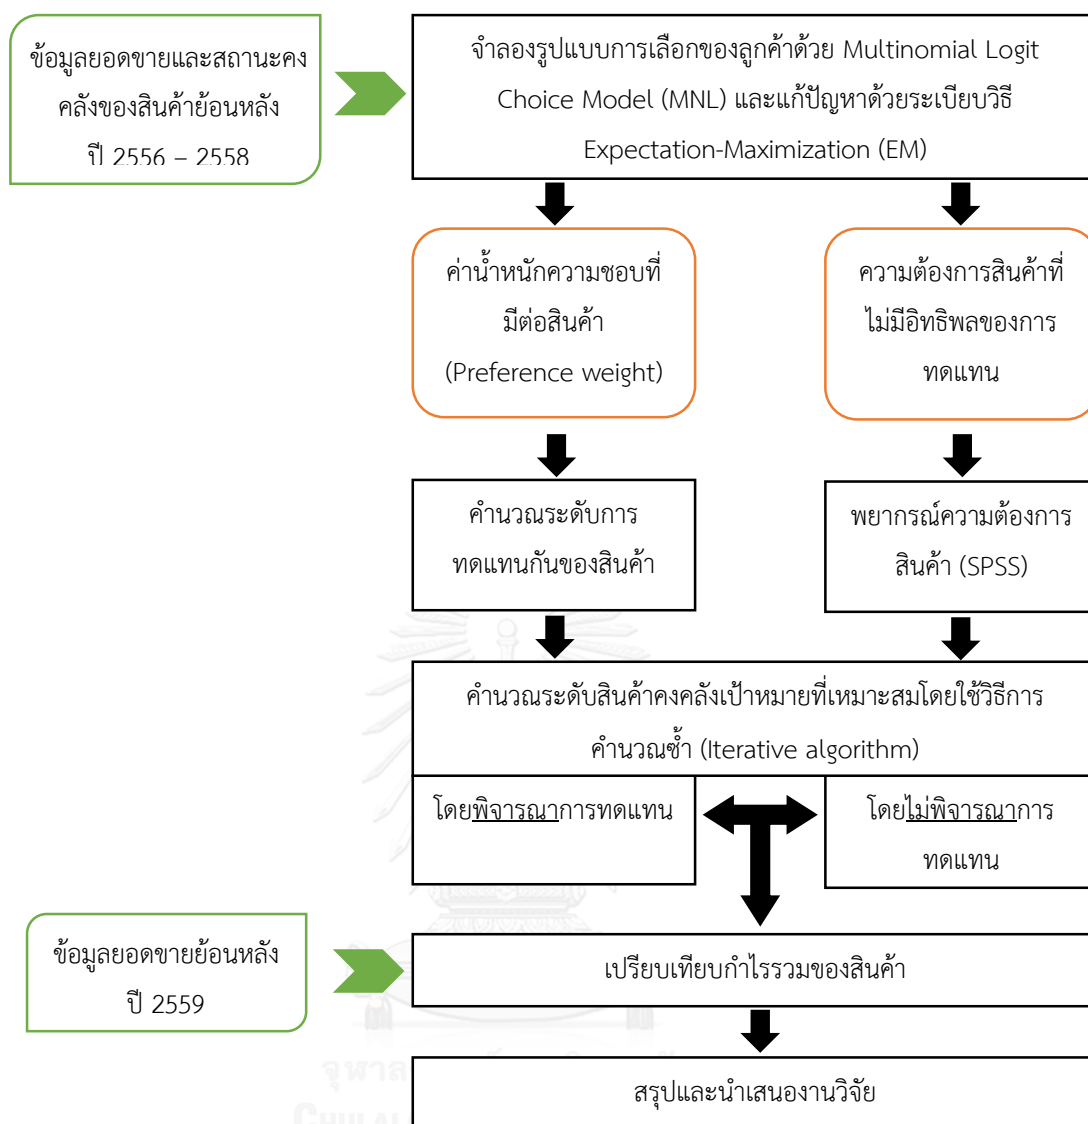 ข้อมูลยอดขายและสถานะคง
คลังของสินค้าย้อนหลัง
ปี 2556 – 2558
จำลองรูปแบบการเลือกของลูกค้าด้วย Multinomial Logit
Choice Model (MNL) และแก้ปัญหาด้วยระเบียบวิธี
Expectation-Maximization (EM)
ค่าน้ำหนักความชอบที่
มีต่อสินค้า
(Preference weight)
ความต้องการสินค้าที่
ไม่มีอิทธิพลของการ
ทดแทน
คำนวณระดับการ
ทดแทนกันของสินค้า
พยากรณ์ความต้องการ
สินค้า (SPSS)
คำนวณระดับสินค้าคงคลังเป้าหมายที่เหมาะสมโดยใช้วิธีการ
คำนวณซ้ำ (Iterative algorithm)
โดยพิจารณาการทดแทน
โดยไม่พิจารณาการ
ทดแทน
ข้อมูลยอดขายย้อนหลัง
ปี 2559
เปรียบเทียบกำไรรวมของสินค้า
สรุปและนำเสนองานวิจัย